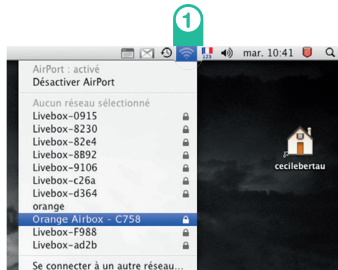 1
123 mar. 10:41
AirPort : activé
Désactiver AirPort
Aucun réseau sélectionné
Livebox-0915
Livebox-8230
Livebox-82e4
Livebox-8B92
Livebox-9106
Livebox-c26a
Livebox-d364
orange
Orange Airbox - C758
Livebox-F988
Livebox-ad2b
Se connecter à un autre réseau...
cecilebertau